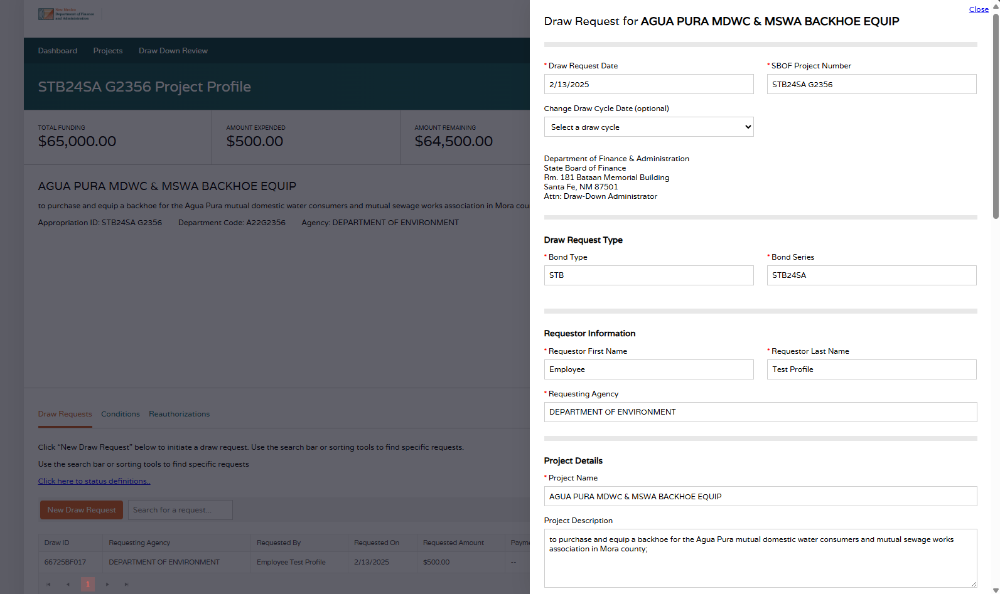 New Mexico
Department of Finance
and Administration
Dashboard Projects Draw Down Review
STB24SA G2356 Project Profile
TOTAL FUNDING
$65,000.00
AMOUNT EXPENDED
$500.00
AMOUNT REMAINING
$64,500.00
AGUA PURA MDWC & MSWA BACKHOE EQUIP
to purchase and equip a backhoe for the Agua Pura mutual domestic water consumers and mutual sewage works association in Mora cou
Appropriation ID: STB24SA G2356 Department Code: A22G2356 Agency: DEPARTMENT OF ENVIRONMENT
Draw Requests Conditions Reauthorizations
Click “New Draw Request” below to initiate a draw request. Use the search bar or sorting tools to find specific requests.
Use the search bar or sorting tools to find specific requests
Click here to status definitions..
New Draw Request Search for a request...
Draw ID Requesting Agency Requested By Requested On Requested Amount Payme
66725BF017 DEPARTMENT OF ENVIRONMENT Employee Test Profile 2/13/2025 $500.00 --
1
Close
Draw Request for AGUA PURA MDWC & MSWA BACKHOE EQUIP
* Draw Request Date
2/13/2025
* SBOF Project Number
STB24SA G2356
Change Draw Cycle Date (optional)
Select a draw cycle
Department of Finance & Administration
State Board of Finance
Rm. 181 Bataan Memorial Building
Santa Fe, NM 87501
Attn: Draw-Down Administrator
Draw Request Type
* Bond Type
STB
* Bond Series
STB24SA
Requestor Information
* Requestor First Name
Employee
* Requestor Last Name
Test Profile
* Requesting Agency
DEPARTMENT OF ENVIRONMENT
Project Details
* Project Name
AGUA PURA MDWC & MSWA BACKHOE EQUIP
Project Description
to purchase and equip a backhoe for the Agua Pura mutual domestic water consumers and mutual sewage works
association in Mora county;